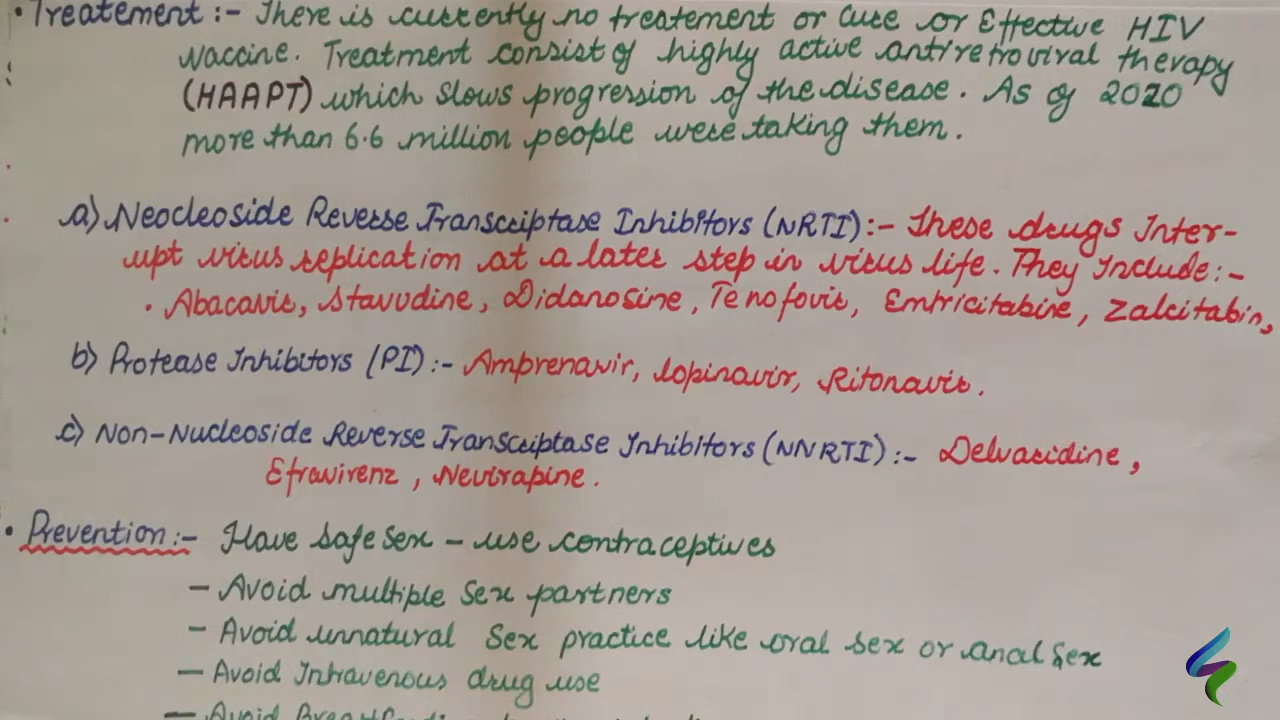 • Treatement :- There is currently no treatement or Cure or Effective HIV
Vaccine. Treatment consist of highly active antiretroviral therapy
(HAAPT) which slows progression of the disease. As of 2020
more than 6.6 million people were taking them.
a) Neocleoside Reverse Transcriptase Inhibitors (NRTI):- These drugs Inter-
upt virus replication at a later step in virus life. They Include:-
• Abacavir, Stavudine, Didanosine, Tenofovir, Emtricitabine, Zalcitabin,
b) Protease Inhibitors (PI):- Amprenavir, lopinavir, Ritonavir.
c) Non-Nucleoside Reverse Transcriptase Inhibitors (NNRTI):- Delvaridine,
Efravirenz, Nevirapine.
• Prevention:- Have safe sex - use contraceptives
- Avoid multiple sex partners
- Avoid unnatural sex practice like oral sex or anal sex
- Avoid Intravenous drug use
- Avoid